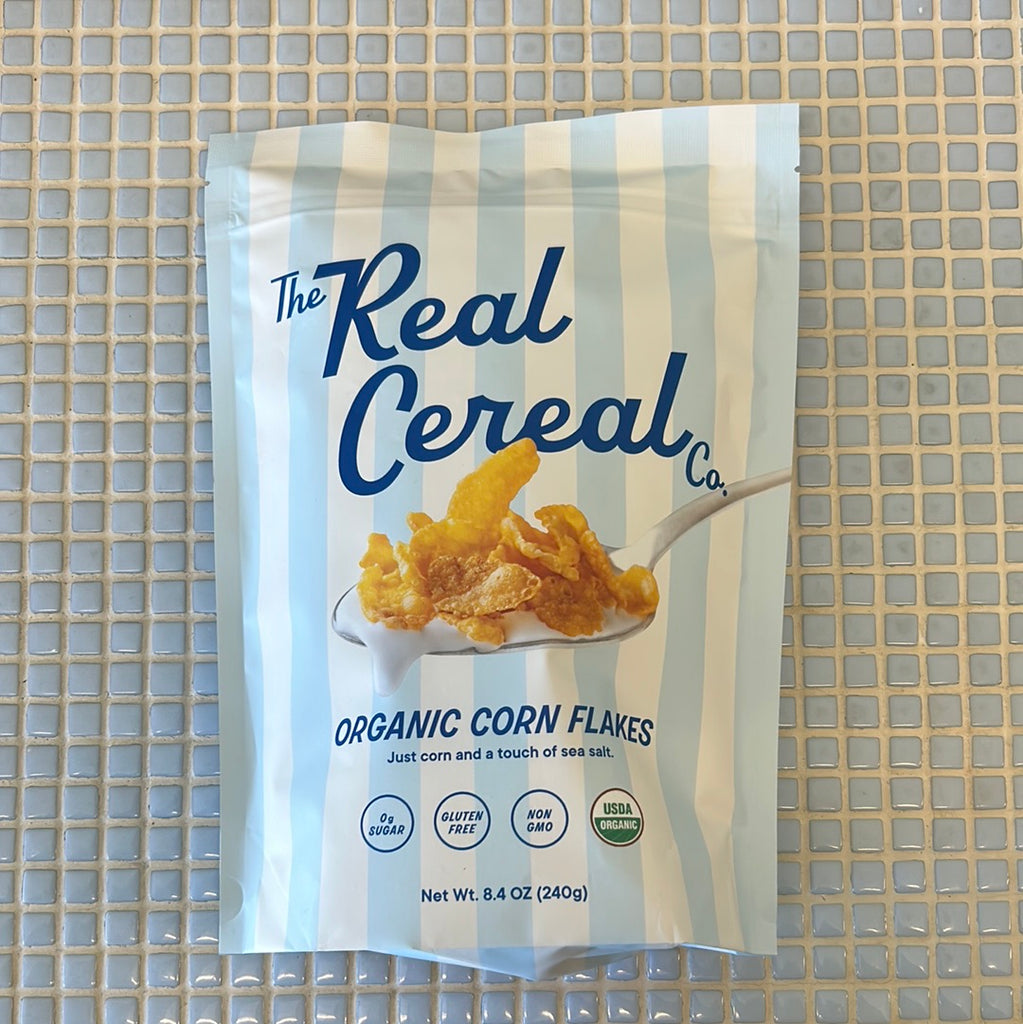 The Real
Cereal Co.
ORGANIC CORN FLAKES
Just corn and a touch of sea salt.
0g
SUGAR
GLUTEN
FREE
NON
GMO
USDA
ORGANIC
Net Wt. 8.4 OZ (240g)